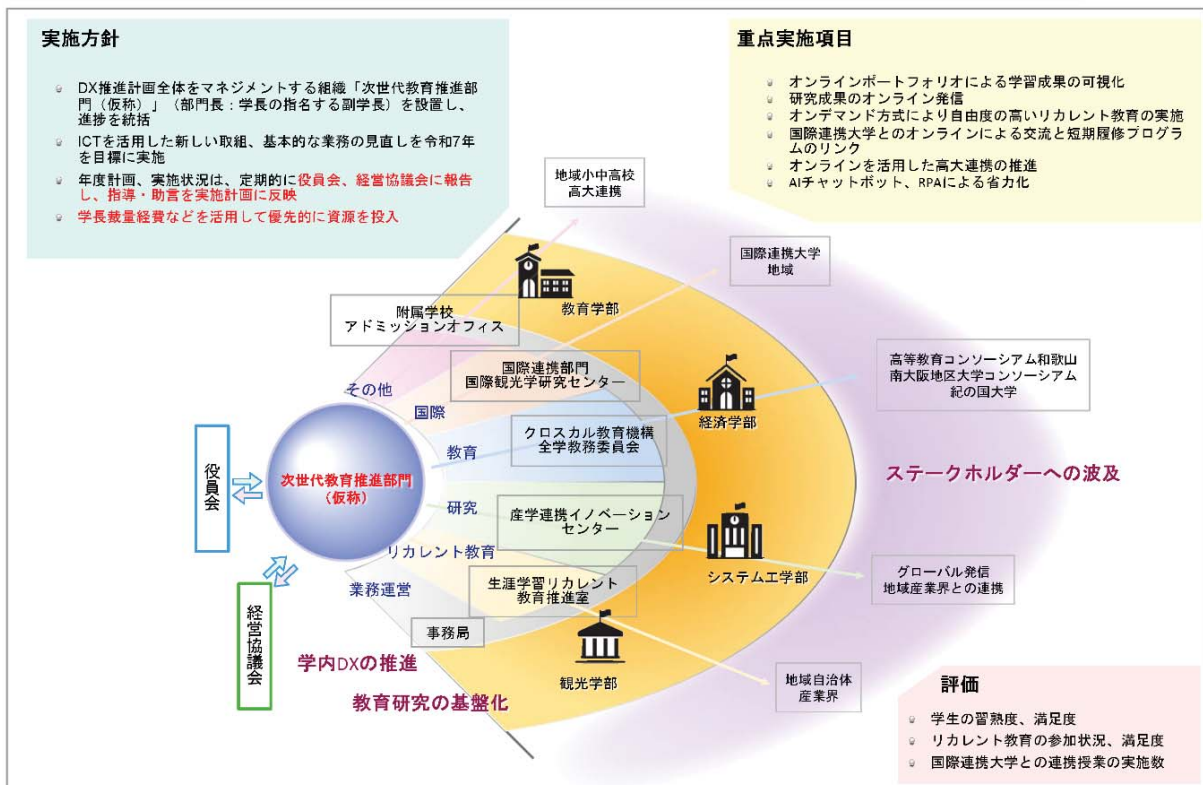 実施方針
DX推進計画全体をマネジメントする組織「次世代教育推進部
門（仮称）」（部門長：学長の指名する副学長）を設置し、
進捗を統括
ICTを活用した新しい取組、基本的な業務の見直しを令和7年
を目標に実施
年度計画、実施状況は、定期的に役員会、経営協議会に報告
し、指導・助言を実施計画に反映
学長裁量経費などを活用して優先的に資源を投入
重点実施項目
オンラインポートフォリオによる学習成果の可視化
研究成果のオンライン発信
オンデマンド方式により自由度の高いリカレント教育の実施
国際連携大学とのオンラインによる交流と短期履修プログラ
ムのリンク
オンラインを活用した高大連携の推進
AIチャットボット、RPAによる省力化
地域小中高校
高大連携
国際連携大学
地域
教育学部
附属学校
アドミッションオフィス
国際連携部門
国際観光学研究センター
高等教育コンソーシアム和歌山
南大阪地区大学コンソーシアム
紀の国大学
その他
国際
経済学部
教育
クロスカル教育機構
全学教務委員会
役員会
次世代教育推進部門
（仮称）
ステークホルダーへの波及
研究
産学連携イノベーション
センター
リカレント教育
システム工学部
グローバル発信
地域産業界との連携
業務運営
生涯学習リカレント
教育推進室
経営協議会
事務局
学内DXの推進
観光学部
地域自治体
産業界
教育研究の基盤化
評価
学生の習熟度、満足度
リカレント教育の参加状況、満足度
国際連携大学との連携授業の実施数